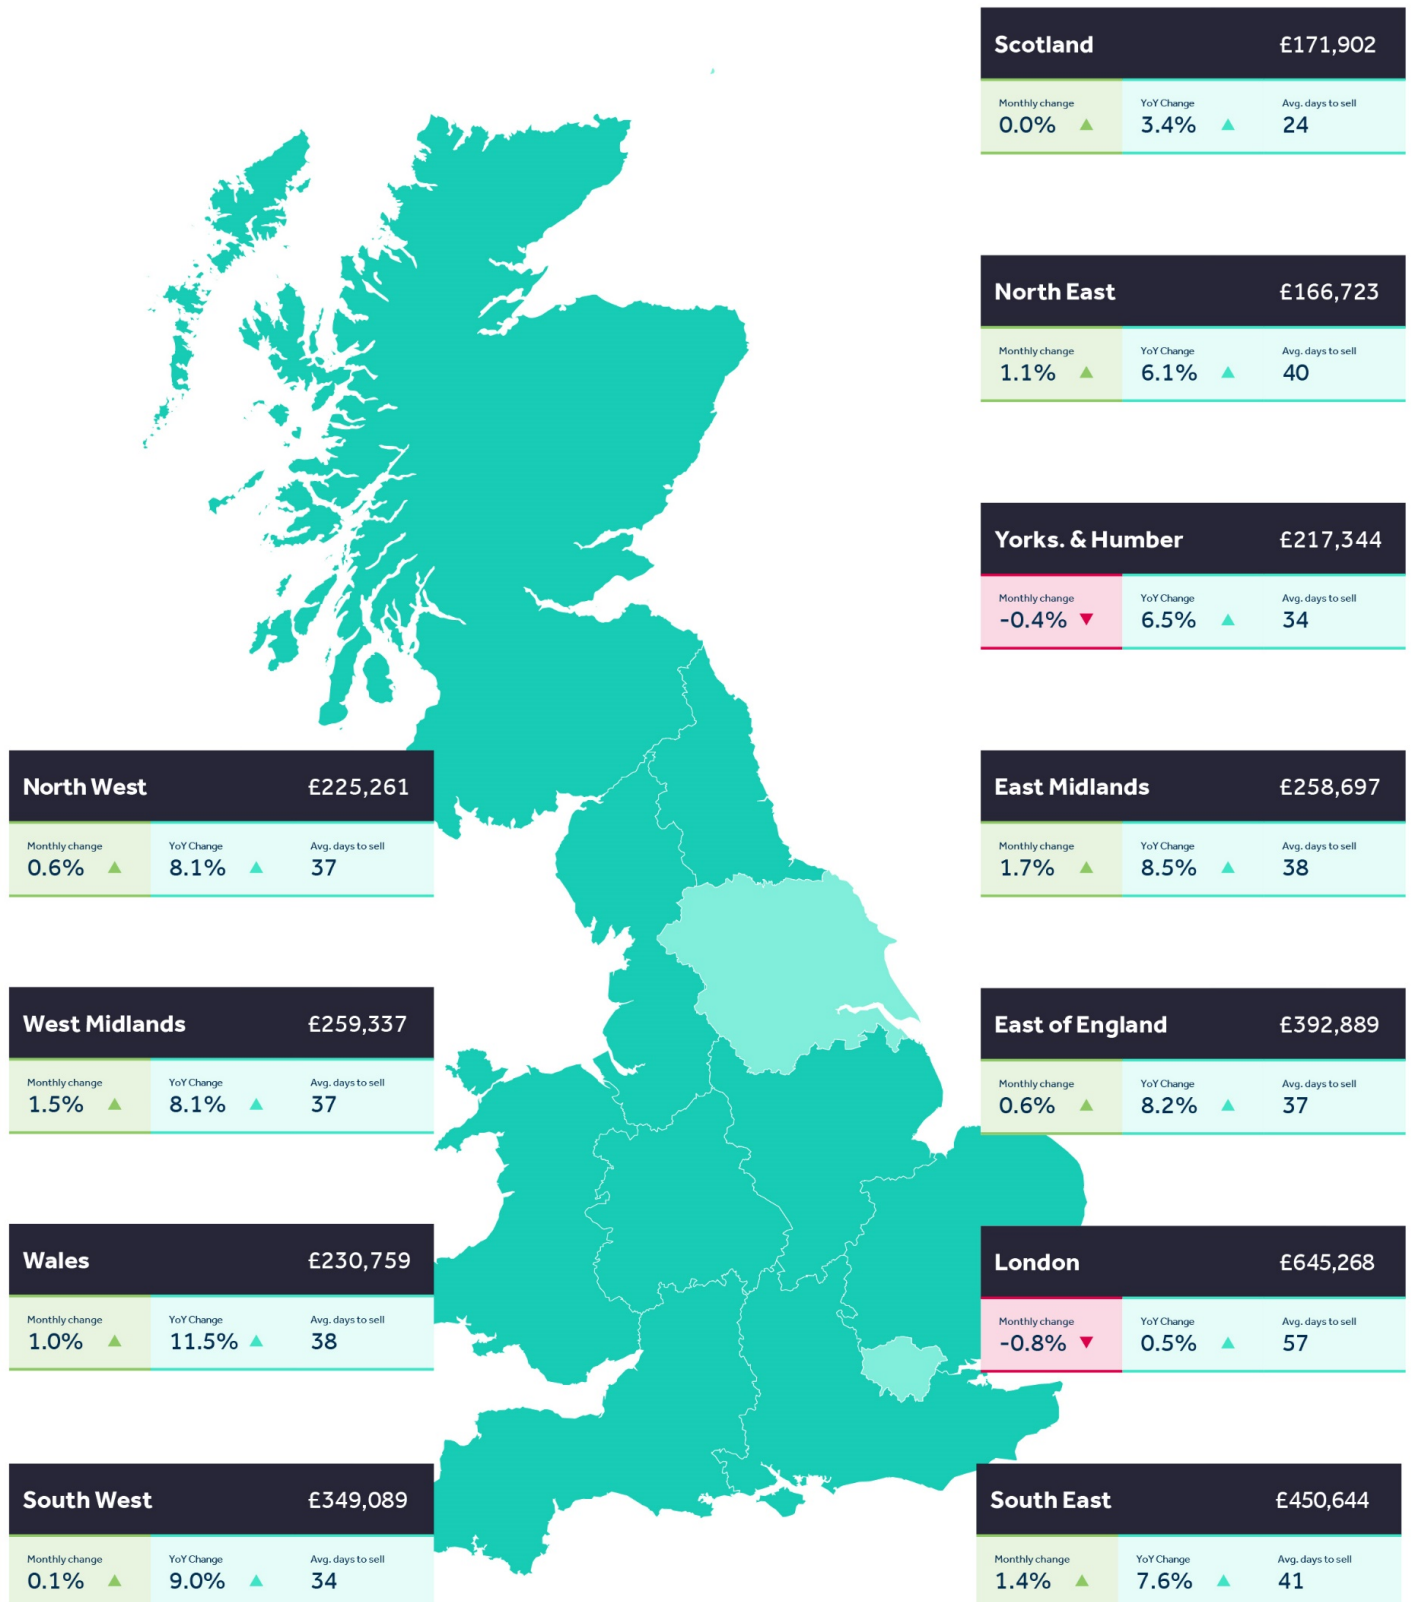 Scotland £171,902
Monthly change YoY Change Avg. days to sell
0.0% 3.4% 24
North East £166,723
Monthly change YoY Change Avg. days to sell
1.1% 6.1% 40
Yorks. & Humber £217,344
Monthly change YoY Change Avg. days to sell
-0.4% 6.5% 34
North West £225,261
Monthly change YoY Change Avg. days to sell
0.6% 8.1% 37
East Midlands £258,697
Monthly change YoY Change Avg. days to sell
1.7% 8.5% 38
West Midlands £259,337
Monthly change YoY Change Avg. days to sell
1.5% 8.1% 37
East of England £392,889
Monthly change YoY Change Avg. days to sell
0.6% 8.2% 37
Wales £230,759
Monthly change YoY Change Avg. days to sell
1.0% 11.5% 38
London £645,268
Monthly change YoY Change Avg. days to sell
-0.8% 0.5% 57
South West £349,089
Monthly change YoY Change Avg. days to sell
0.1% 9.0% 34
South East £450,644
Monthly change YoY Change Avg. days to sell
1.4% 7.6% 41